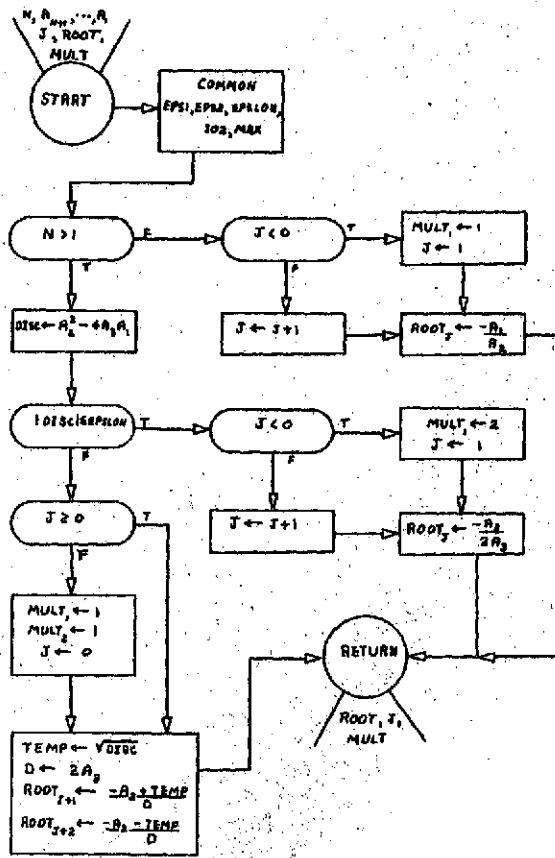 N, A_{N+1}, ..., A_1
J, ROOT,
MULT
START
COMMON
EPS1, EPS2, EPSLON,
IO2, MAX
N > 1
F
T
J < 0
T
F
MULT_1 ← 1
J ← 1
DISC ← A_2^2 - 4A_3A_1
J ← J+1
ROOT_J ← -A_1/A_2
T
F
J < 0
T
F
MULT_1 ← 2
J ← 1
J ≥ 0
T
F
J ← J+1
ROOT_J ← -A_2/2A_3
MULT_1 ← 1
MULT_2 ← 1
J ← 0
RETURN
ROOT, J,
MULT
TEMP ← √DISC
D ← 2A_3
ROOT_{J+1} ← -A_2 + TEMP/D
ROOT_{J+2} ← -A_2 - TEMP/D